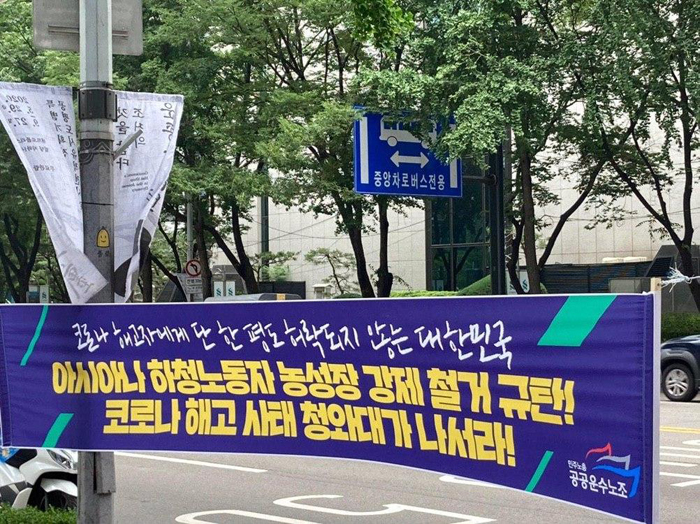 중앙차로버스전용
코로나 해고자에게 단 한 평도 허락되지 않는 대한민국
아시아나 하청노동자 농성장 강제 철거 규탄!
코로나 해고 사태 청와대가 나서라!
민주노총
공공운수노조